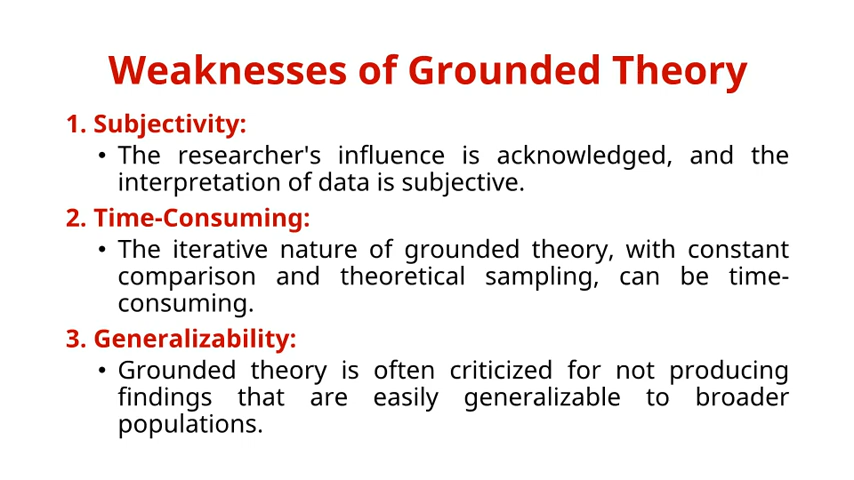 Weaknesses of Grounded Theory
1. Subjectivity:
• The researcher's influence is acknowledged, and the
interpretation of data is subjective.
2. Time-Consuming:
• The iterative nature of grounded theory, with constant
comparison and theoretical sampling, can be time-
consuming.
3. Generalizability:
• Grounded theory is often criticized for not producing
findings that are easily generalizable to broader
populations.